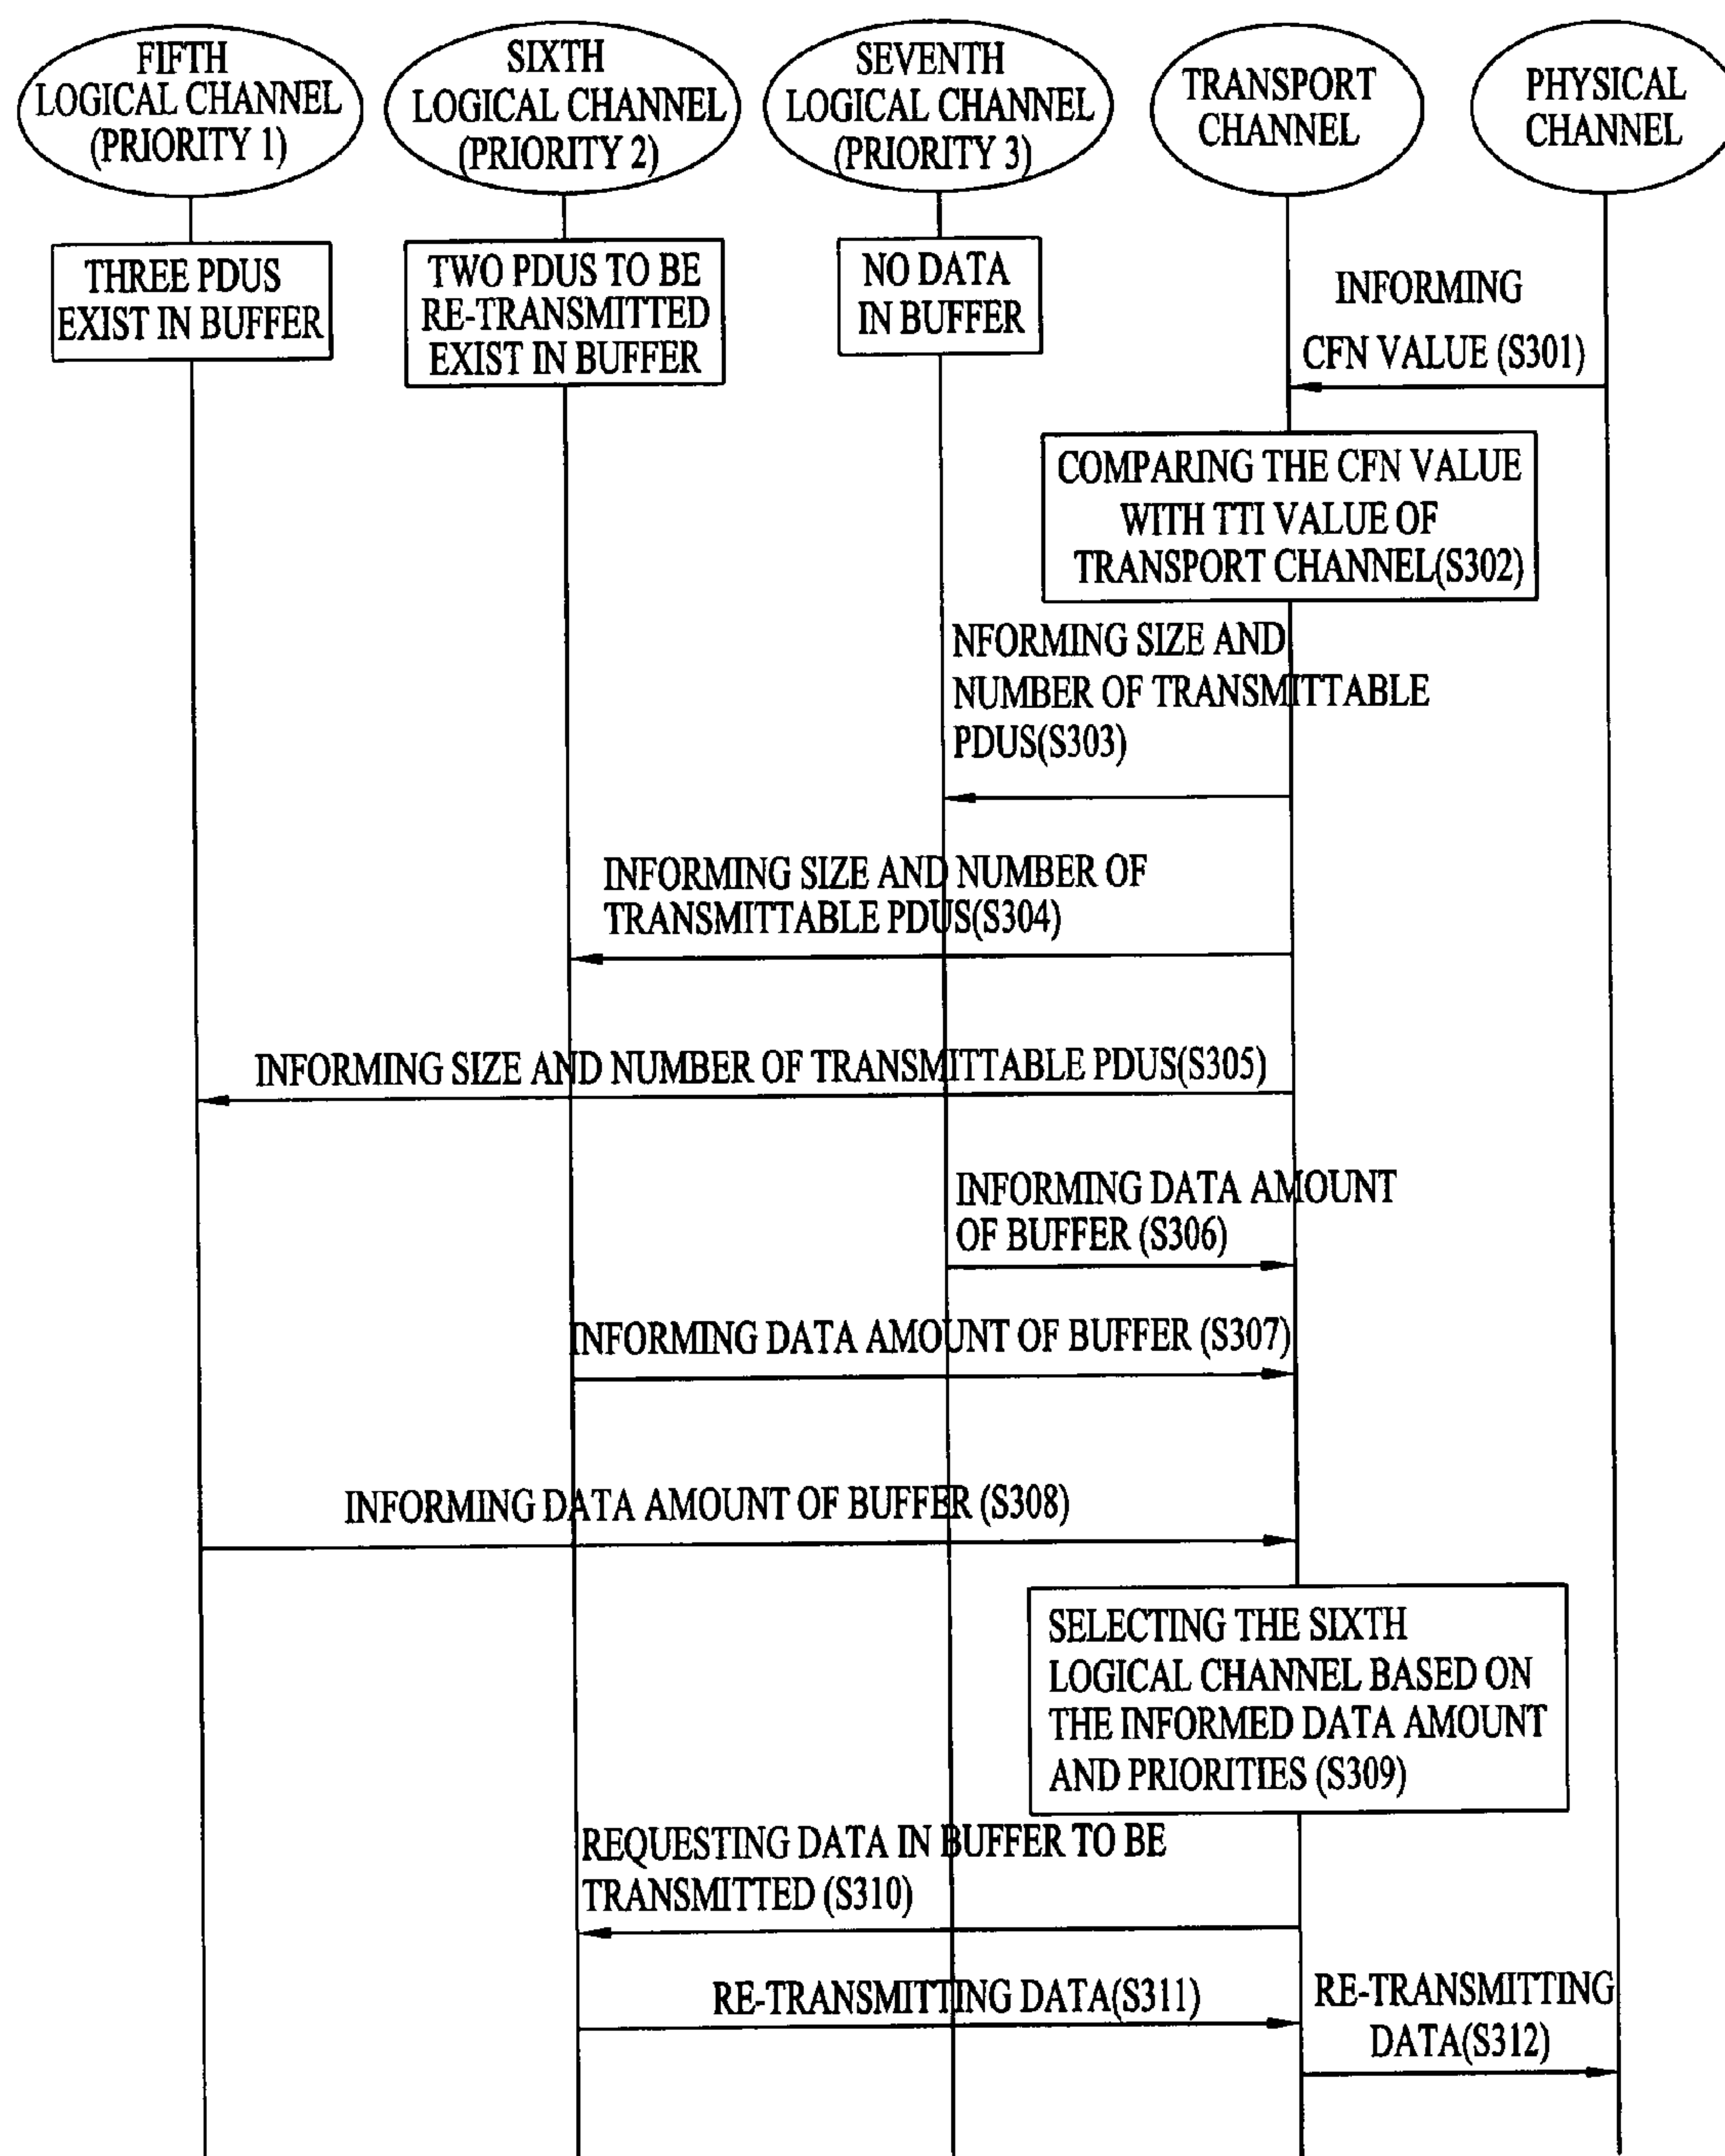 FIFTH
LOGICAL CHANNEL
(PRIORITY 1)
SIXTH
LOGICAL CHANNEL
(PRIORITY 2)
SEVENTH
LOGICAL CHANNEL
(PRIORITY 3)
TRANSPORT
CHANNEL
PHYSICAL
CHANNEL
THREE PDUS
EXIST IN BUFFER
TWO PDUS TO BE
RE-TRANSMITTED
EXIST IN BUFFER
NO DATA
IN BUFFER
INFORMING
CFN VALUE (S301)
COMPARING THE CFN VALUE
WITH TTI VALUE OF
TRANSPORT CHANNEL(S302)
NFORMING SIZE AND
NUMBER OF TRANSMITTABLE
PDUS(S303)
INFORMING SIZE AND NUMBER OF
TRANSMITTABLE PDUS(S304)
INFORMING SIZE AND NUMBER OF TRANSMITTABLE PDUS(S305)
INFORMING DATA AMOUNT
OF BUFFER (S306)
INFORMING DATA AMOUNT OF BUFFER (S307)
INFORMING DATA AMOUNT OF BUFFER (S308)
SELECTING THE SIXTH
LOGICAL CHANNEL BASED ON
THE INFORMED DATA AMOUNT
AND PRIORITIES (S309)
REQUESTING DATA IN BUFFER TO BE
TRANSMITTED (S310)
RE-TRANSMITTING DATA(S311)
RE-TRANSMITTING
DATA(S312)